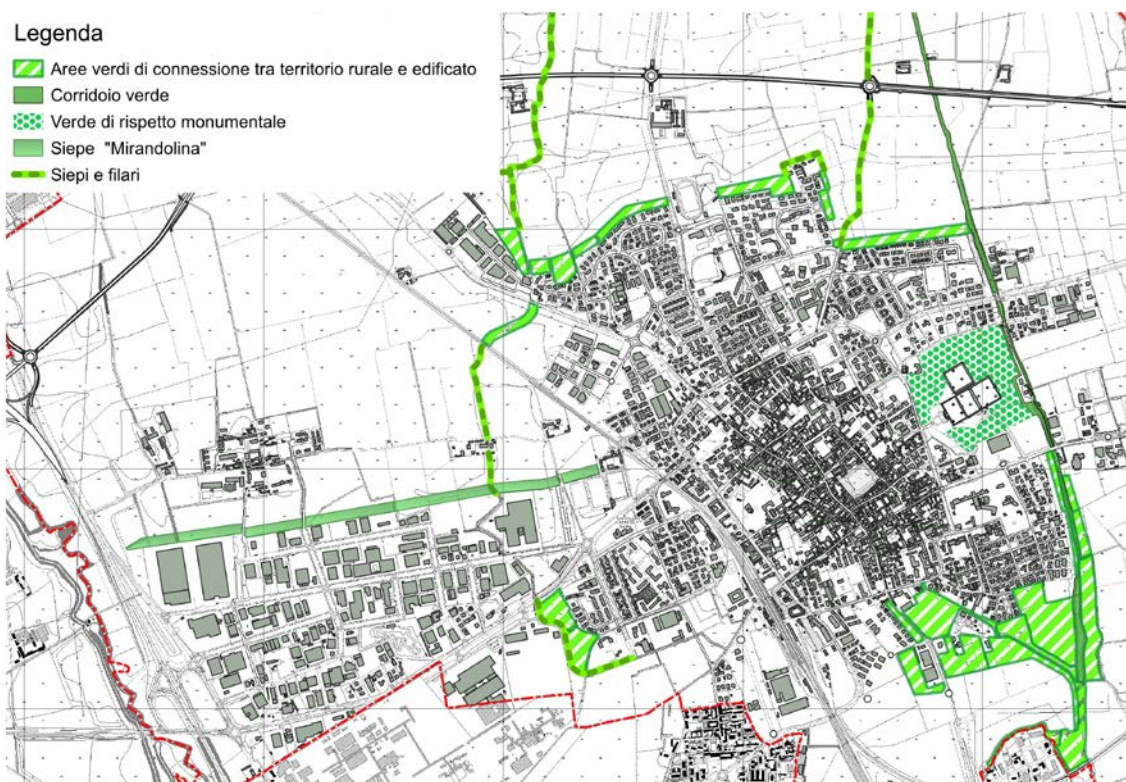 Legenda
Aree verdi di connessione tra territorio rurale e edificato
Corridoio verde
Verde di rispetto monumentale
Siepe "Mirandolina"
Siepi e filari